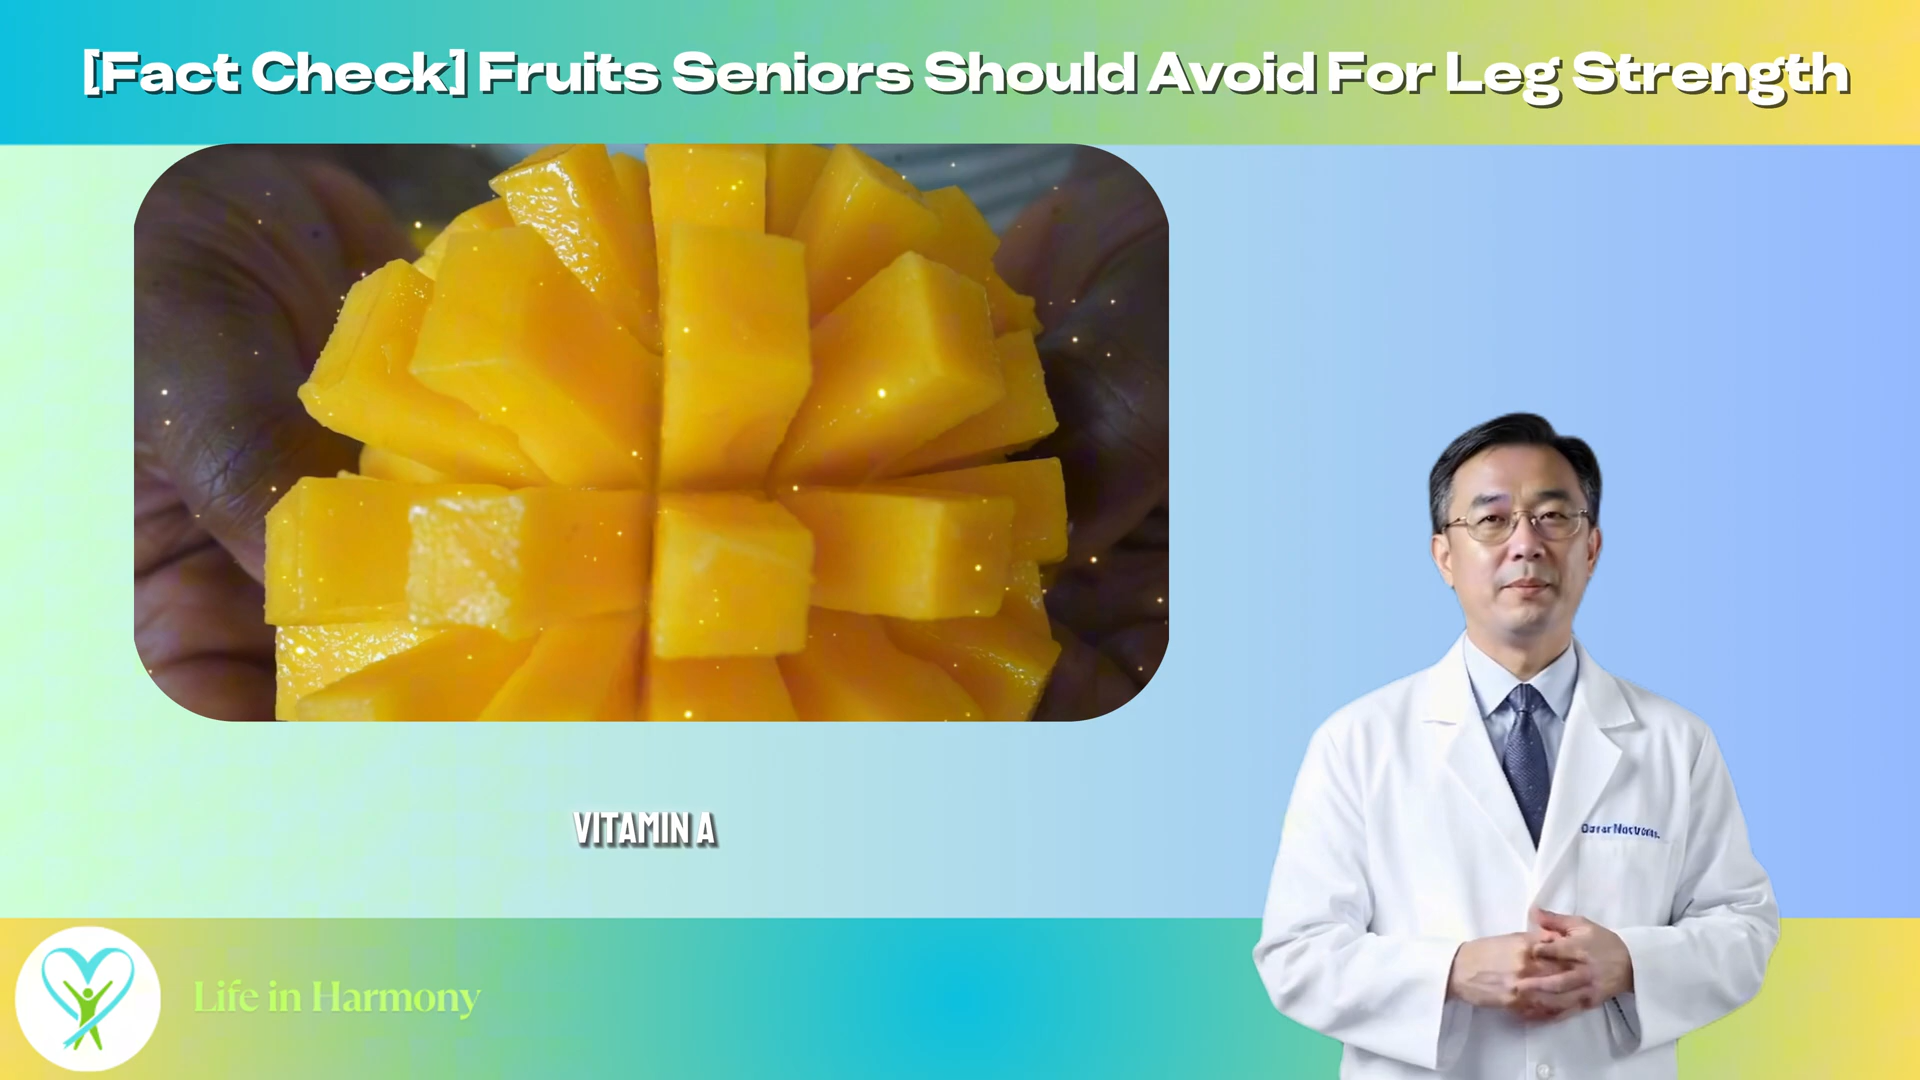 [Fact Check] Fruits Seniors Should Avoid For Leg Strength
VITAMIN A
Life in Harmony